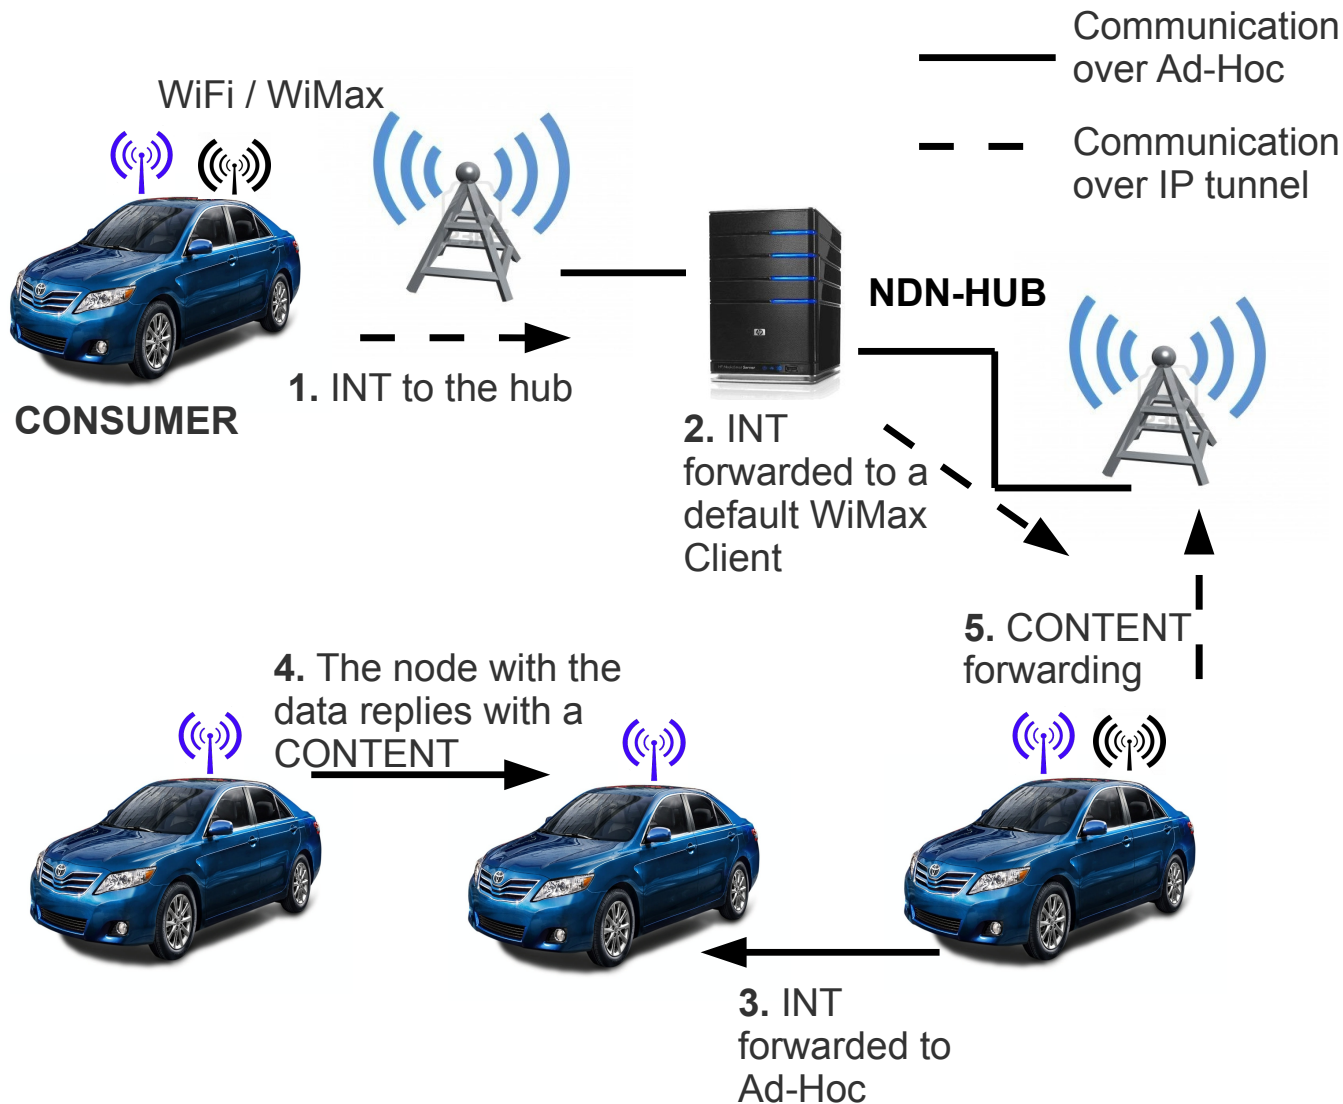 Communication
over Ad-Hoc
WiFi / WiMax
Communication
over IP tunnel
NDN-HUB
1. INT to the hub
CONSUMER
2. INT
forwarded to a
default WiMax
Client
5. CONTENT
forwarding
4. The node with the
data replies with a
CONTENT
3. INT
forwarded to
Ad-Hoc